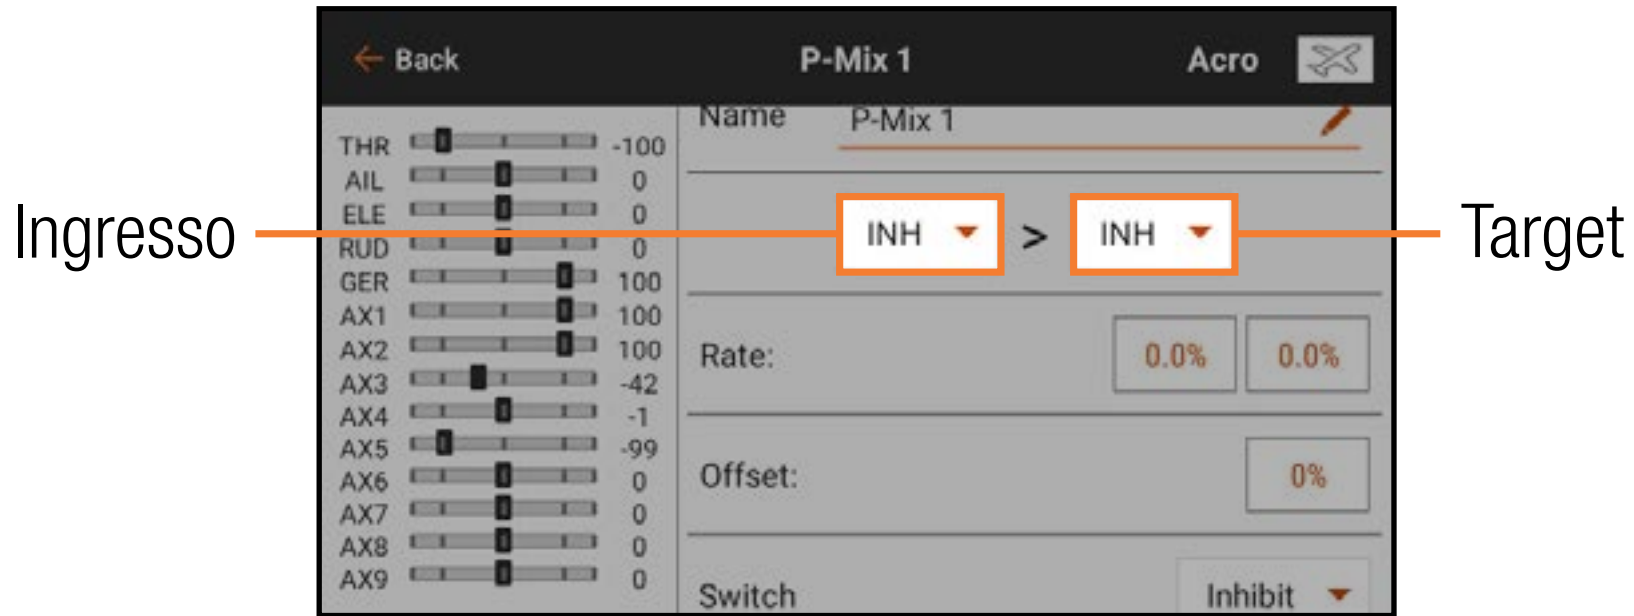 Back P-Mix 1 Acro
Name P-Mix 1
THR -100
AIL 0
ELE 0
RUD 0
GER 100
AX1 100
AX2 100
AX3 -42
AX4 -1
AX5 -99
AX6 0
AX7 0
AX8 0
AX9 0
Ingresso INH > INH Target
Rate: 0.0% 0.0%
Offset: 0%
Switch Inhibit